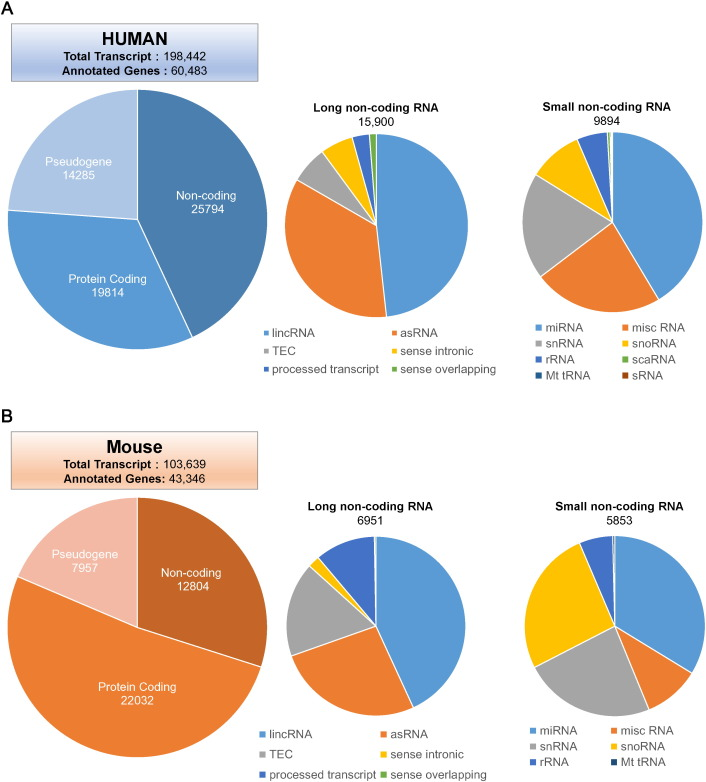 A
HUMAN
Total Transcript : 198,442
Annotated Genes : 60,483
Pseudogene
14285
Non-coding
25794
Protein Coding
19814
Long non-coding RNA
15,900
lincRNA
asRNA
TEC
sense intronic
processed transcript
sense overlapping
Small non-coding RNA
9894
miRNA
misc RNA
snRNA
snoRNA
rRNA
scaRNA
Mt tRNA
sRNA
B
Mouse
Total Transcript : 103,639
Annotated Genes: 43,346
Pseudogene
7957
Non-coding
12804
Protein Coding
22032
Long non-coding RNA
6951
lincRNA
asRNA
TEC
sense intronic
processed transcript
sense overlapping
Small non-coding RNA
5853
miRNA
misc RNA
snRNA
snoRNA
rRNA
Mt tRNA